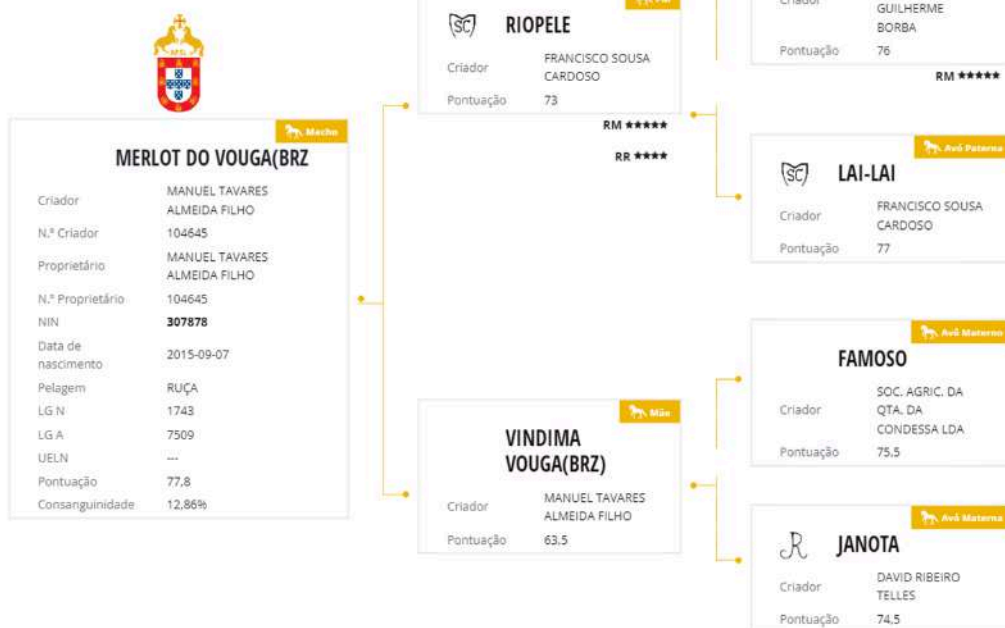 MS
Macho
MERLOT DO VOUGA(BRZ
Criador
MANUEL TAVARES
ALMEIDA FILHO
N.º Criador
104645
Proprietário
MANUEL TAVARES
ALMEIDA FILHO
N.º Proprietário
104645
NIN
307878
Data de
nascimento
2015-09-07
Pelagem
RUÇA
LG N
1743
LG A
7509
UELN
---
Pontuação
77,8
Consanguinidade
12,86%
SC
RIOPELE
Criador
FRANCISCO SOUSA
CARDOSO
Pontuação
73
RM ★★★★★
RR ★★★★
Mãe
VINDIMA
VOUGA(BRZ)
Criador
MANUEL TAVARES
ALMEIDA FILHO
Pontuação
63.5
GUILHERME
BORBA
Pontuação
76
RM ★★★★★
Avó Paterna
SC
LAI-LAI
Criador
FRANCISCO SOUSA
CARDOSO
Pontuação
77
Avô Materno
FAMOSO
Criador
SOC. AGRIC. DA
QTA. DA
CONDESSA LDA
Pontuação
75.5
Avó Materna
R
JANOTA
Criador
DAVID RIBEIRO
TELLES
Pontuação
74.5